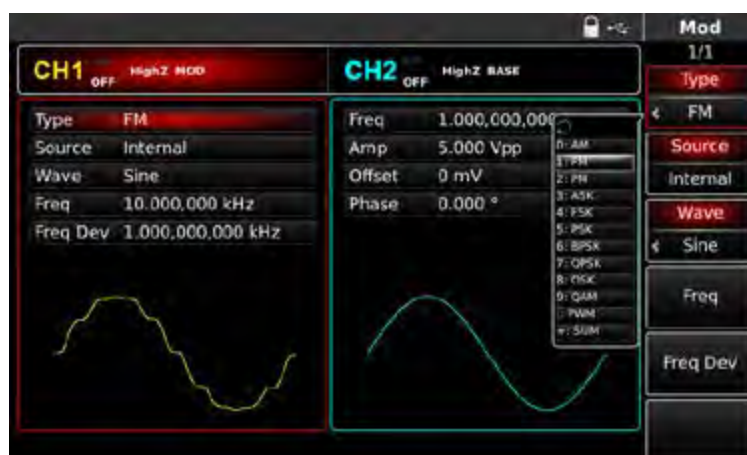 Mod
1/1
CH1 OFF HighZ MOD
CH2 OFF HighZ BASE
Type
FM
Source
Internal
Wave
Sine
Freq
Freq Dev
Type FM
Source Internal
Wave Sine
Freq 10.000,000 kHz
Freq Dev 1.000,000,000 kHz
Freq 1.000,000,00
Amp 5.000 Vpp
Offset 0 mV
Phase 0.000 °
0: AM
1: FM
2: PM
3: ASK
4: FSK
5: PSK
6: BPSK
7: QPSK
8: OSK
9: QAM
PWM
SUM